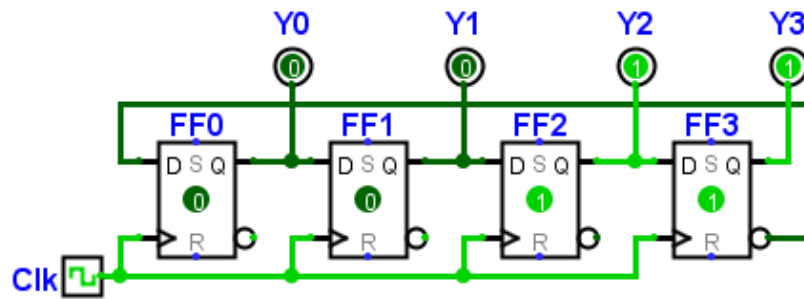 Y0 Y1 Y2 Y3
0 0 1 1
FF0 FF1 FF2 FF3
D S Q D S Q D S Q D S Q
0 0 1 1
R R R R
Clk